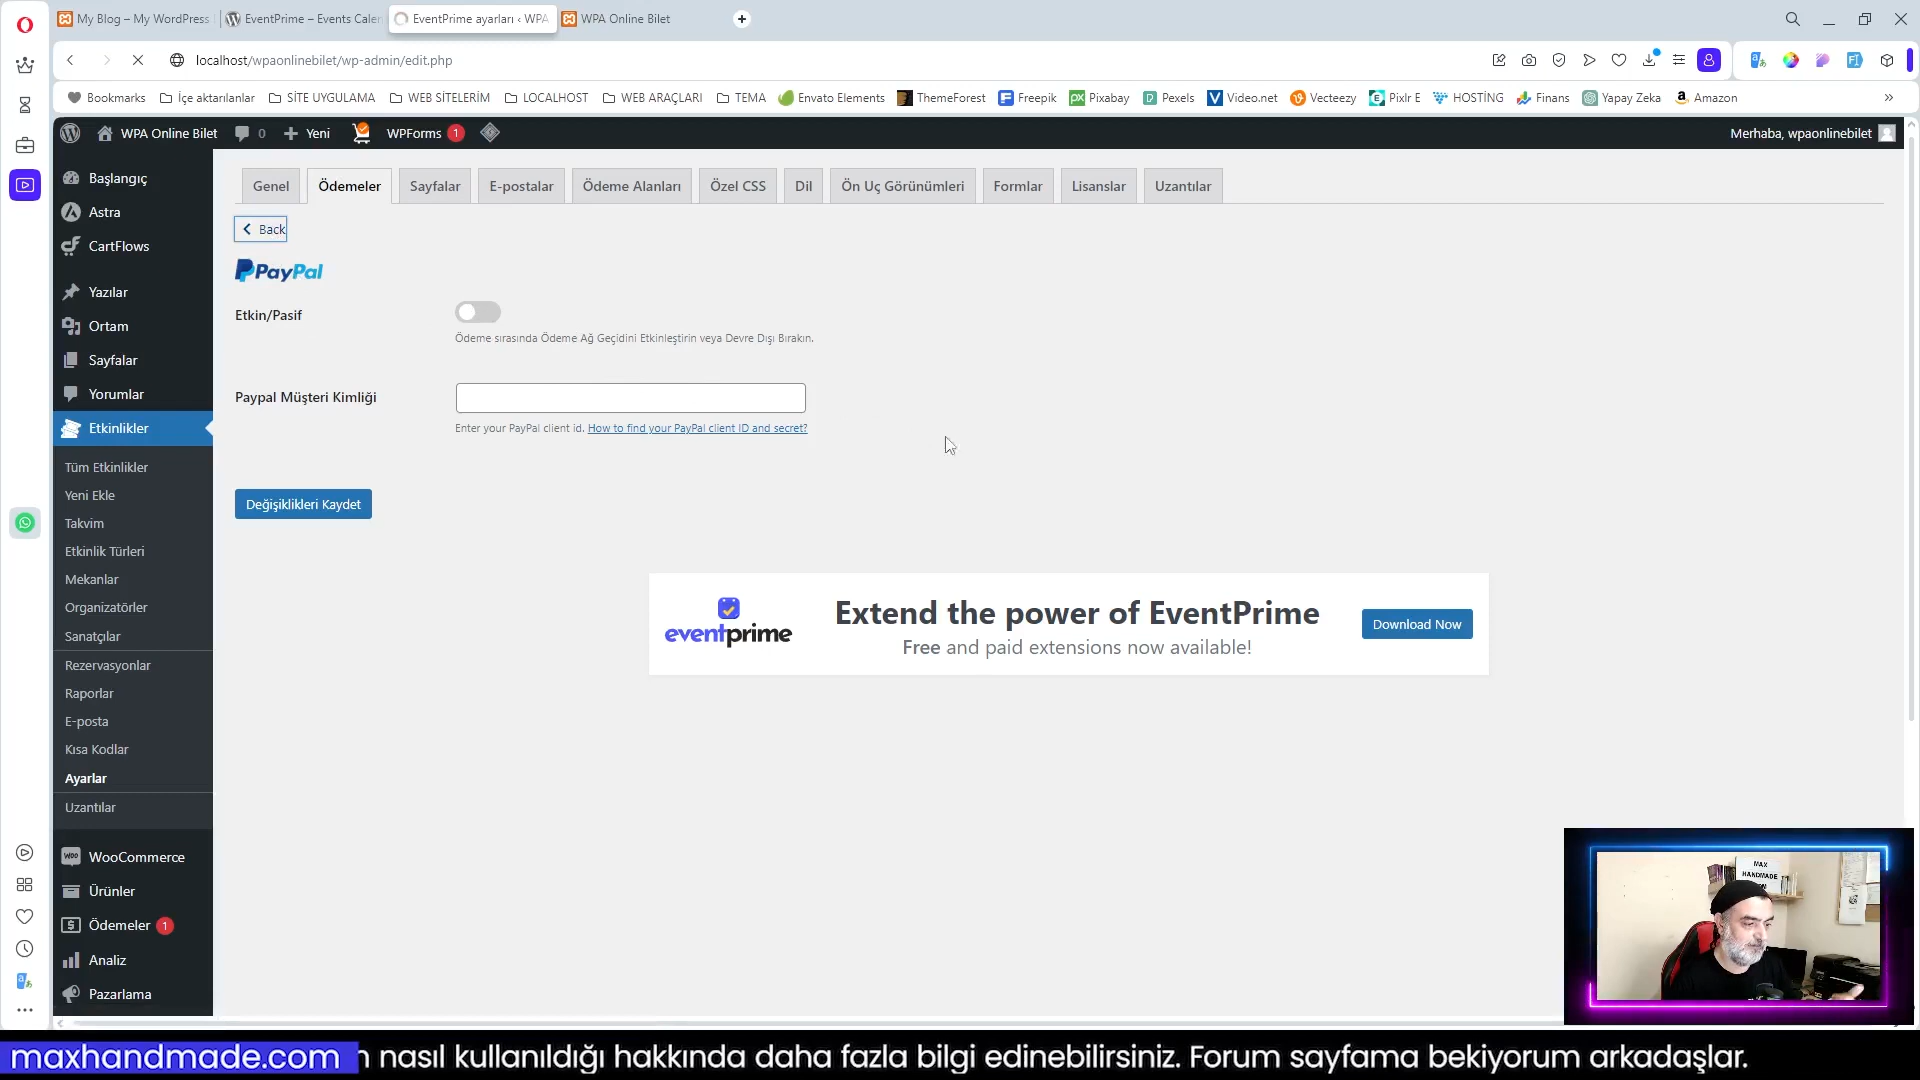 My Blog – My WordPress
EventPrime – Events Calen
EventPrime ayarları ‹ WPA
WPA Online Bilet
localhost/wpaonlinebilet/wp-admin/edit.php
Bookmarks
İçe aktarılanlar
SİTE UYGULAMA
WEB SİTELERİM
LOCALHOST
WEB ARAÇLARI
TEMA
Envato Elements
ThemeForest
Freepik
Pixabay
Pexels
Video.net
Vecteezy
Pixlr E
HOSTİNG
Finans
Yapay Zeka
Amazon
WPA Online Bilet
0
Yeni
WPForms 1
Merhaba, wpaonlinebilet
Başlangıç
Astra
CartFlows
Yazılar
Ortam
Sayfalar
Yorumlar
Etkinlikler
Tüm Etkinlikler
Yeni Ekle
Takvim
Etkinlik Türleri
Mekanlar
Organizatörler
Sanatçılar
Rezervasyonlar
Raporlar
E-posta
Kısa Kodlar
Ayarlar
Uzantılar
WooCommerce
Ürünler
Ödemeler 1
Analiz
Pazarlama
Genel
Ödemeler
Sayfalar
E-postalar
Ödeme Alanları
Özel CSS
Dil
Ön Uç Görünümleri
Formlar
Lisanslar
Uzantılar
Back
PayPal
Etkin/Pasif
Ödeme sırasında Ödeme Ağ Geçidini Etkinleştirin veya Devre Dışı Bırakın.
Paypal Müşteri Kimliği
Enter your PayPal client id. How to find your PayPal client ID and secret?
Değişiklikleri Kaydet
eventprime
Extend the power of EventPrime
Free and paid extensions now available!
Download Now
MAX
HANDMADE
maxhandmade.com
nasıl kullanıldığı hakkında daha fazla bilgi edinebilirsiniz. Forum sayfama bekiyorum arkadaşlar.